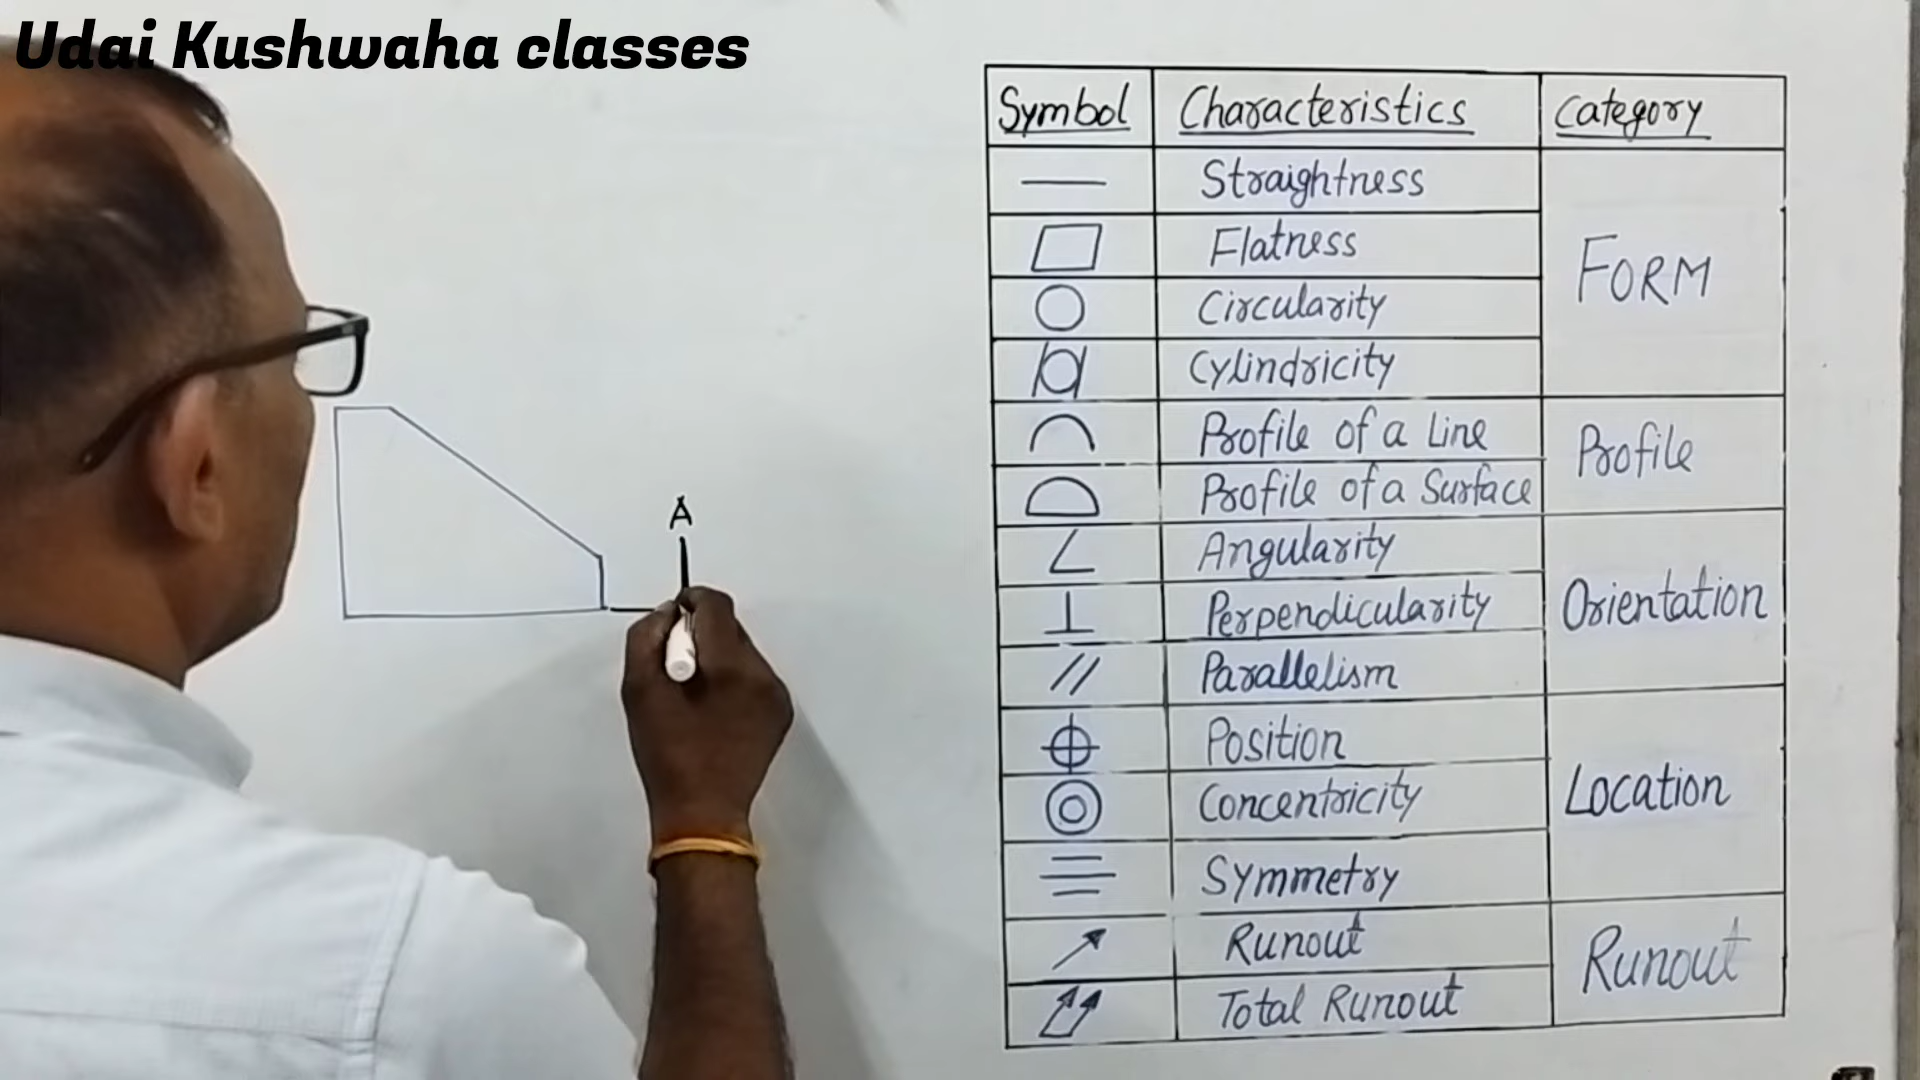 Udai Kushwaha classes
Symbol Characteristics Category
Straightness
Flatness
Circularity
Cylindricity
FORM
Profile of a Line
Profile of a Surface
Profile
Angularity
Perpendicularity
Parallelism
Orientation
Position
Concentricity
Symmetry
Location
Runout
Total Runout
Runout
A